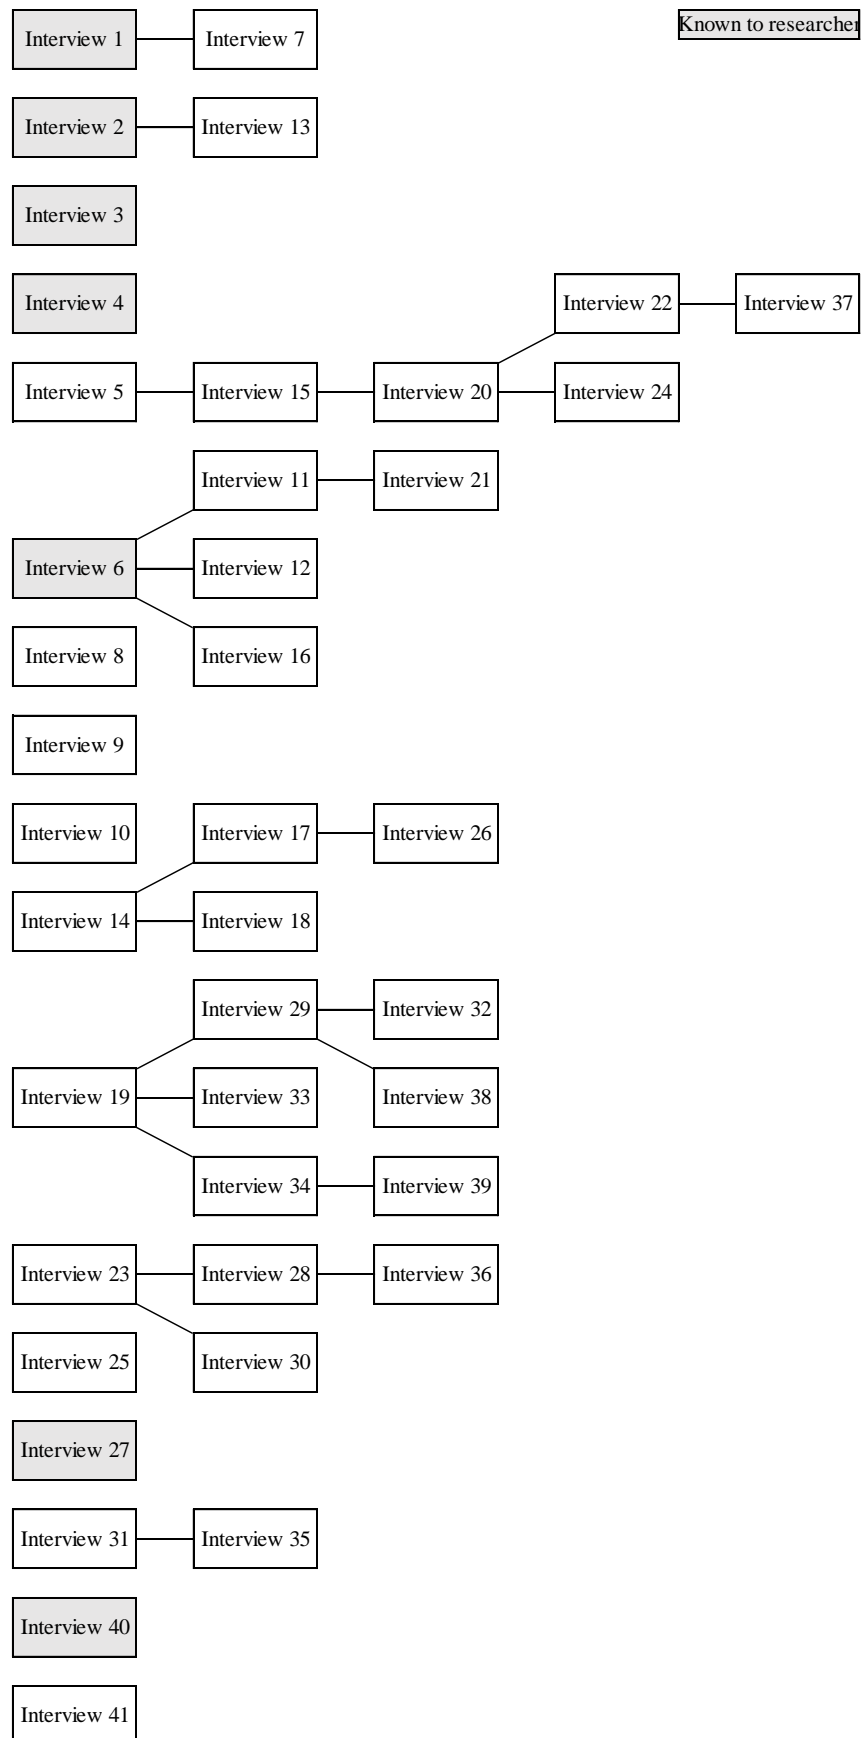 Interview 1
Interview 7
Known to researcher
Interview 2
Interview 13
Interview 3
Interview 4
Interview 22
Interview 37
Interview 5
Interview 15
Interview 20
Interview 24
Interview 11
Interview 21
Interview 6
Interview 12
Interview 8
Interview 16
Interview 9
Interview 10
Interview 17
Interview 26
Interview 14
Interview 18
Interview 29
Interview 32
Interview 19
Interview 33
Interview 38
Interview 34
Interview 39
Interview 23
Interview 28
Interview 36
Interview 25
Interview 30
Interview 27
Interview 31
Interview 35
Interview 40
Interview 41